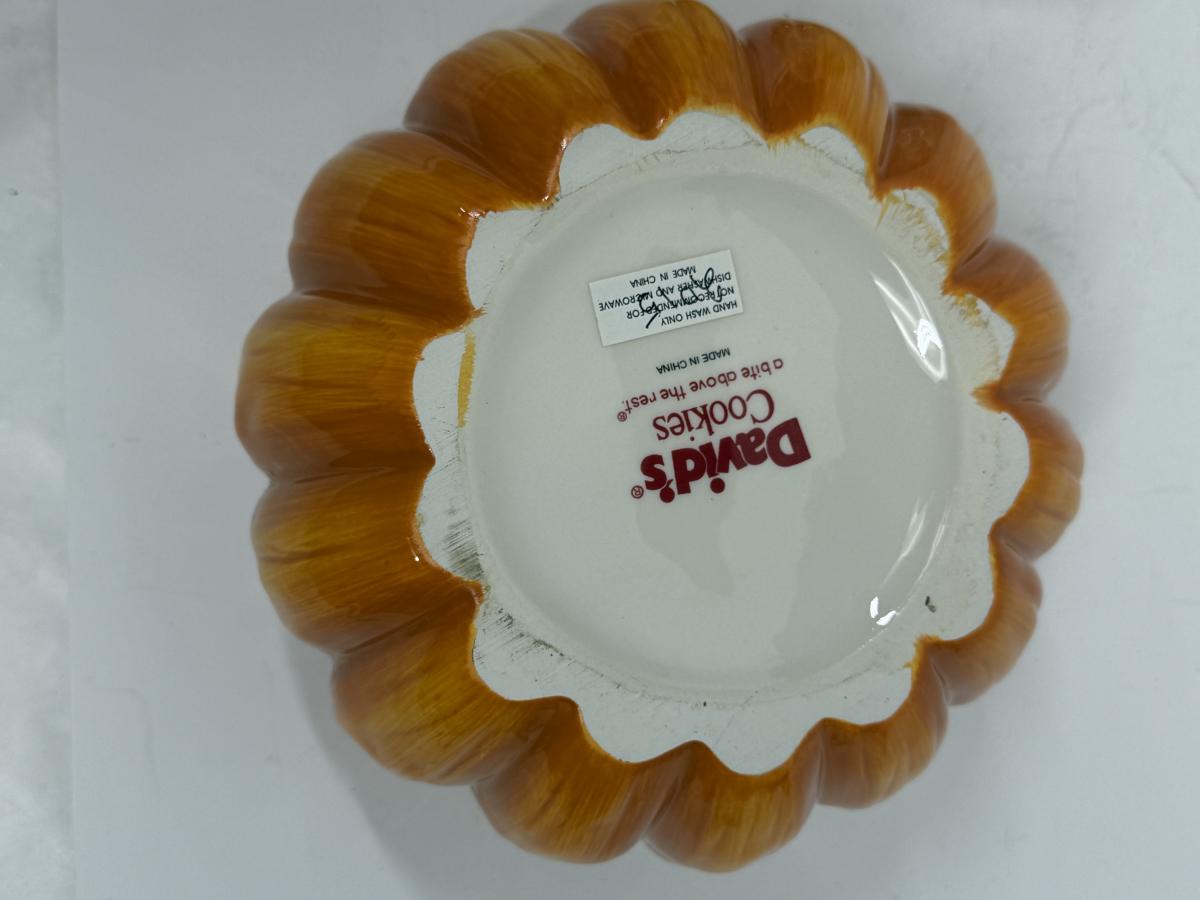 David's®
Cookies
a bite above the rest.®
MADE IN CHINA
HAND WASH ONLY
NOT RECOMMENDED FOR
DISHWASHER AND MICROWAVE
MADE IN CHINA